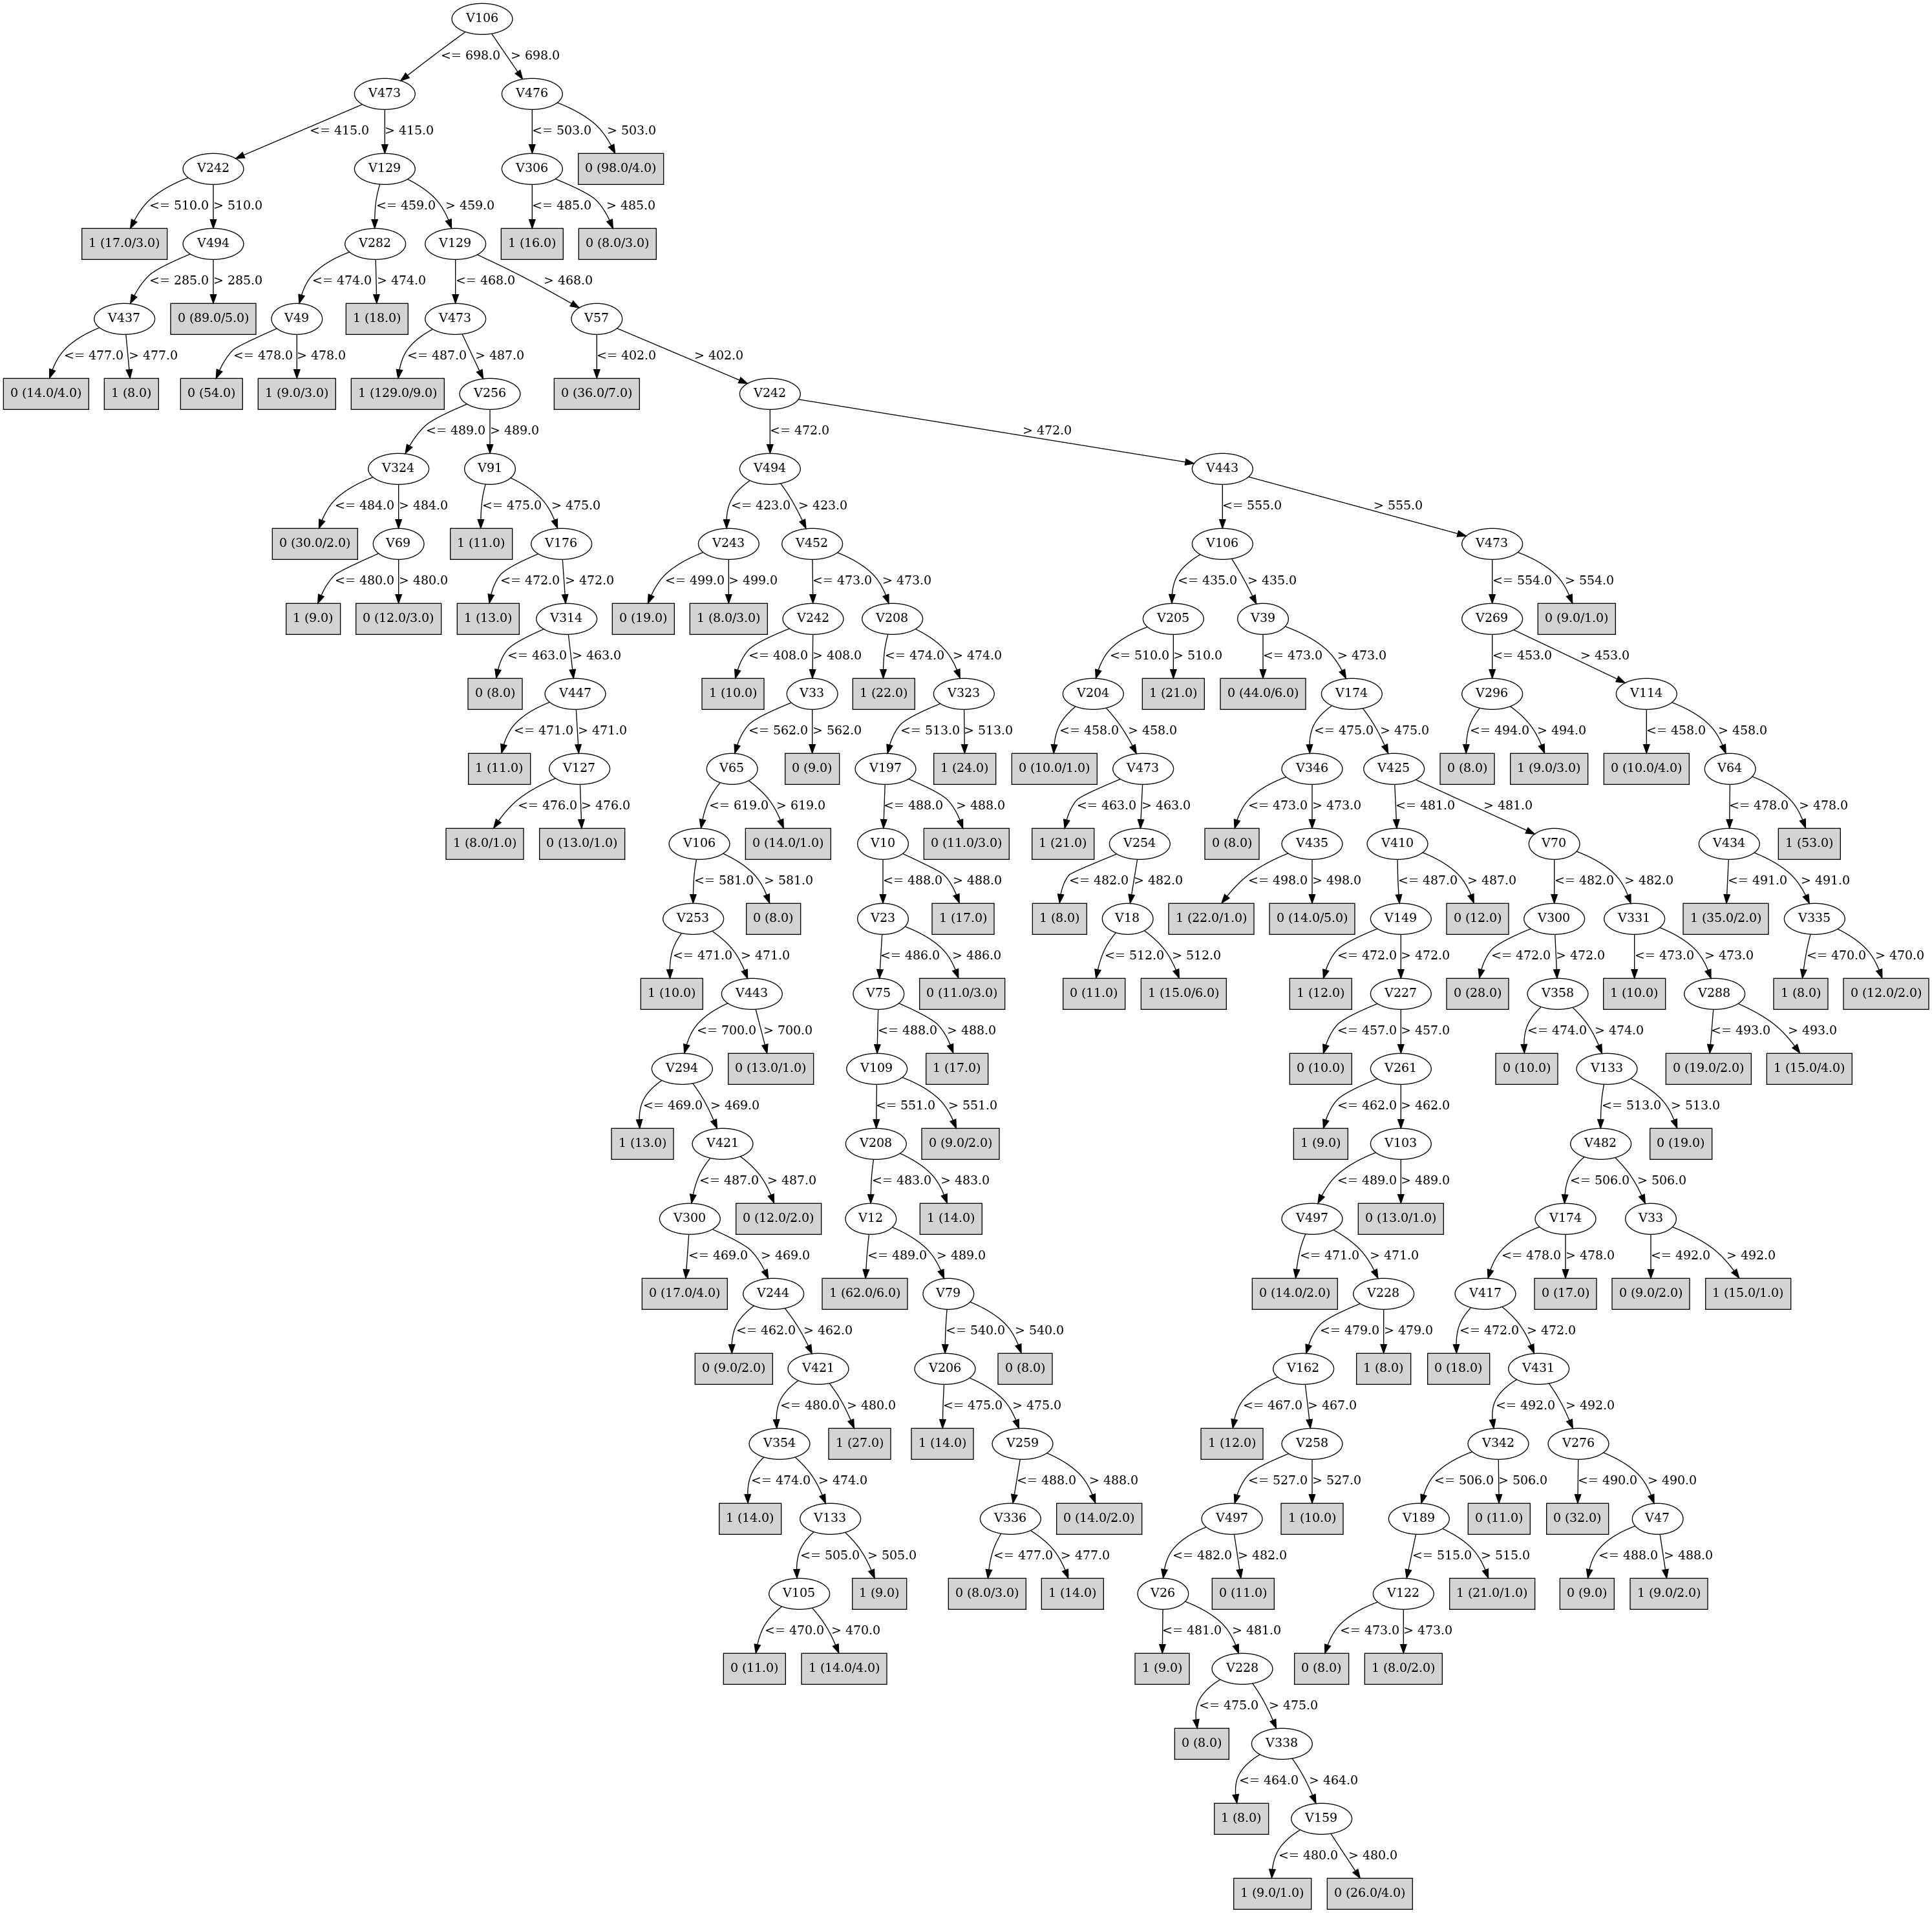 V106
<= 698.0 > 698.0
V473 V476
<= 415.0 > 415.0 <= 503.0 > 503.0
V242 V129 V306 0 (98.0/4.0)
<= 510.0 > 510.0 <= 459.0 > 459.0 <= 485.0 > 485.0
1 (17.0/3.0) V494 V282 V129 1 (16.0) 0 (8.0/3.0)
<= 285.0 > 285.0 <= 474.0 > 474.0 <= 468.0 > 468.0
V437 0 (89.0/5.0) V49 1 (18.0) V473 V57
<= 477.0 > 477.0 <= 478.0 > 478.0 <= 487.0 > 487.0 <= 402.0 > 402.0
0 (14.0/4.0) 1 (8.0) 0 (54.0) 1 (9.0/3.0) 1 (129.0/9.0) V256 0 (36.0/7.0) V242
<= 489.0 > 489.0 <= 472.0 > 472.0
V324 V91 V494 V443
<= 484.0 > 484.0 <= 475.0 > 475.0 <= 423.0 > 423.0 <= 555.0 > 555.0
0 (30.0/2.0) V69 1 (11.0) V176 V243 V452 V106 V473
<= 480.0 > 480.0 <= 472.0 > 472.0 <= 499.0 > 499.0 <= 473.0 > 473.0 <= 435.0 > 435.0 <= 554.0 > 554.0
1 (9.0) 0 (12.0/3.0) 1 (13.0) V314 0 (19.0) 1 (8.0/3.0) V242 V208 V205 V39 V269 0 (9.0/1.0)
<= 463.0 > 463.0 <= 408.0 > 408.0 <= 474.0 > 474.0 <= 510.0 > 510.0 <= 473.0 > 473.0 <= 453.0 > 453.0
0 (8.0) V447 1 (10.0) V33 1 (22.0) V323 V204 1 (21.0) 0 (44.0/6.0) V174 V296 V114
<= 471.0 > 471.0 <= 562.0 > 562.0 <= 513.0 > 513.0 <= 458.0 > 458.0 <= 475.0 > 475.0 <= 494.0 > 494.0 <= 458.0 > 458.0
1 (11.0) V127 V65 0 (9.0) V197 1 (24.0) 0 (10.0/1.0) V473 V346 V425 0 (8.0) 1 (9.0/3.0) 0 (10.0/4.0) V64
<= 476.0 > 476.0 <= 619.0 > 619.0 <= 488.0 > 488.0 <= 463.0 > 463.0 <= 473.0 > 473.0 <= 481.0 > 481.0 <= 478.0 > 478.0
1 (8.0/1.0) 0 (13.0/1.0) V106 0 (14.0/1.0) V10 0 (11.0/3.0) 1 (21.0) V254 0 (8.0) V435 V410 V70 V434 1 (53.0)
<= 581.0 > 581.0 <= 488.0 > 488.0 <= 482.0 > 482.0 <= 498.0 > 498.0 <= 487.0 > 487.0 <= 482.0 > 482.0 <= 491.0 > 491.0
V253 0 (8.0) V23 1 (17.0) 1 (8.0) V18 1 (22.0/1.0) 0 (14.0/5.0) V149 0 (12.0) V300 V331 1 (35.0/2.0) V335
<= 471.0 > 471.0 <= 486.0 > 486.0 <= 512.0 > 512.0 <= 472.0 > 472.0 <= 472.0 > 472.0 <= 473.0 > 473.0 <= 470.0 > 470.0
1 (10.0) V443 V75 0 (11.0/3.0) 0 (11.0) 1 (15.0/6.0) 1 (12.0) V227 0 (28.0) V358 1 (10.0) V288 1 (8.0) 0 (12.0/2.0)
<= 700.0 > 700.0 <= 488.0 > 488.0 <= 457.0 > 457.0 <= 474.0 > 474.0 <= 493.0 > 493.0
V294 0 (13.0/1.0) V109 1 (17.0) 0 (10.0) V261 0 (10.0) V133 0 (19.0/2.0) 1 (15.0/4.0)
<= 469.0 > 469.0 <= 551.0 > 551.0 <= 462.0 > 462.0 <= 513.0 > 513.0
1 (13.0) V421 V208 0 (9.0/2.0) 1 (9.0) V103 V482 0 (19.0)
<= 487.0 > 487.0 <= 483.0 > 483.0 <= 489.0 > 489.0 <= 506.0 > 506.0
V300 0 (12.0/2.0) V12 1 (14.0) V497 0 (13.0/1.0) V174 V33
<= 469.0 > 469.0 <= 489.0 > 489.0 <= 471.0 > 471.0 <= 478.0 > 478.0 <= 492.0 > 492.0
0 (17.0/4.0) V244 1 (62.0/6.0) V79 0 (14.0/2.0) V228 V417 0 (17.0) 0 (9.0/2.0) 1 (15.0/1.0)
<= 462.0 > 462.0 <= 540.0 > 540.0 <= 479.0 > 479.0 <= 472.0 > 472.0
0 (9.0/2.0) V421 V206 0 (8.0) V162 1 (8.0) 0 (18.0) V431
<= 480.0 > 480.0 <= 475.0 > 475.0 <= 467.0 > 467.0 <= 492.0 > 492.0
V354 1 (27.0) 1 (14.0) V259 1 (12.0) V258 V342 V276
<= 474.0 > 474.0 <= 488.0 > 488.0 <= 527.0 > 527.0 <= 506.0 > 506.0 <= 490.0 > 490.0
1 (14.0) V133 V336 0 (14.0/2.0) V497 1 (10.0) V189 0 (11.0) 0 (32.0) V47
<= 505.0 > 505.0 <= 477.0 > 477.0 <= 482.0 > 482.0 <= 515.0 > 515.0 <= 488.0 > 488.0
V105 1 (9.0) 0 (8.0/3.0) 1 (14.0) V26 0 (11.0) V122 1 (21.0/1.0) 0 (9.0) 1 (9.0/2.0)
<= 470.0 > 470.0 <= 481.0 > 481.0 <= 473.0 > 473.0
0 (11.0) 1 (14.0/4.0) 1 (9.0) V228 0 (8.0) 1 (8.0/2.0)
<= 475.0 > 475.0
0 (8.0) V338
<= 464.0 > 464.0
1 (8.0) V159
<= 480.0 > 480.0
1 (9.0/1.0) 0 (26.0/4.0)